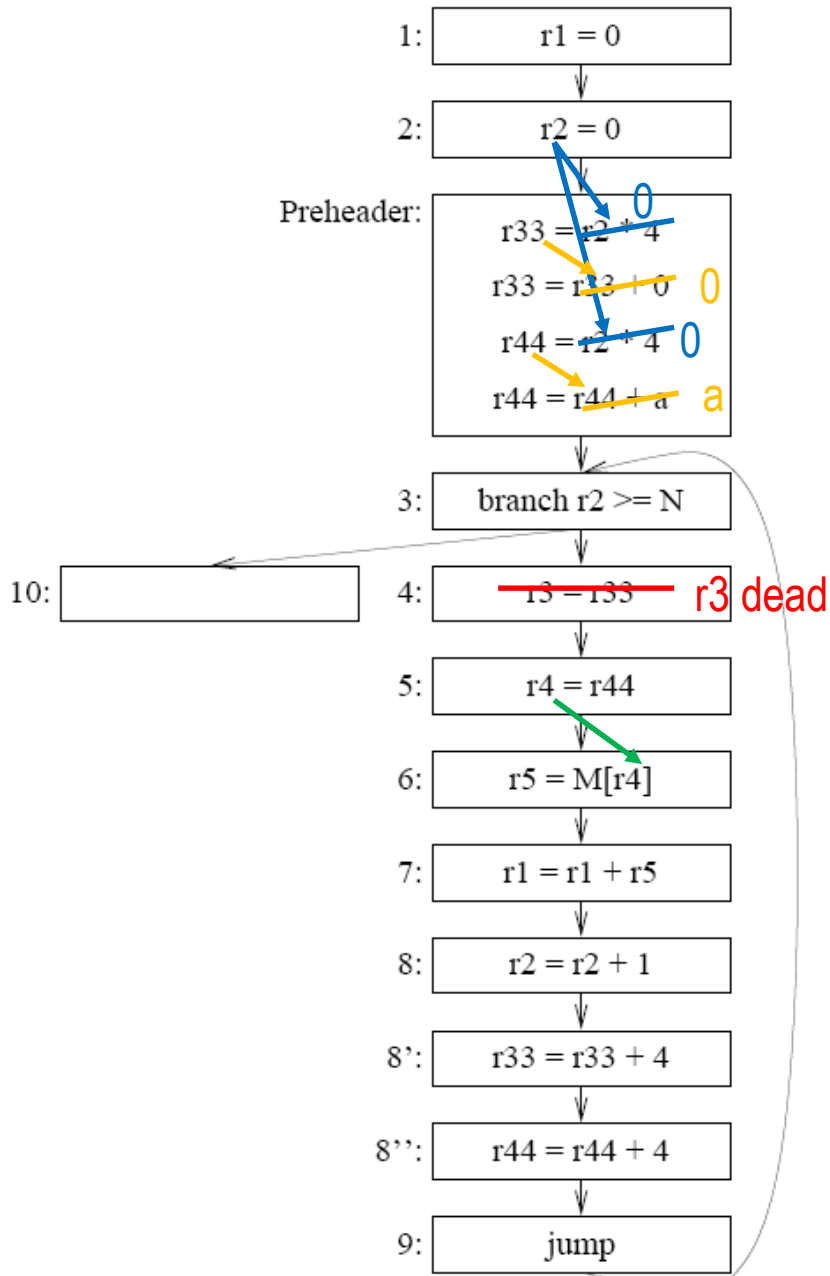 1: r1 = 0
2: r2 = 0
Preheader:
0
r33 = r2 * 4
r33 = r33 + 0 0
r44 = r2 * 4 0
r44 = r44 + a a
3: branch r2 >= N
10:
4: r3 = r33 r3 dead
5: r4 = r44
6: r5 = M[r4]
7: r1 = r1 + r5
8: r2 = r2 + 1
8': r33 = r33 + 4
8'': r44 = r44 + 4
9: jump